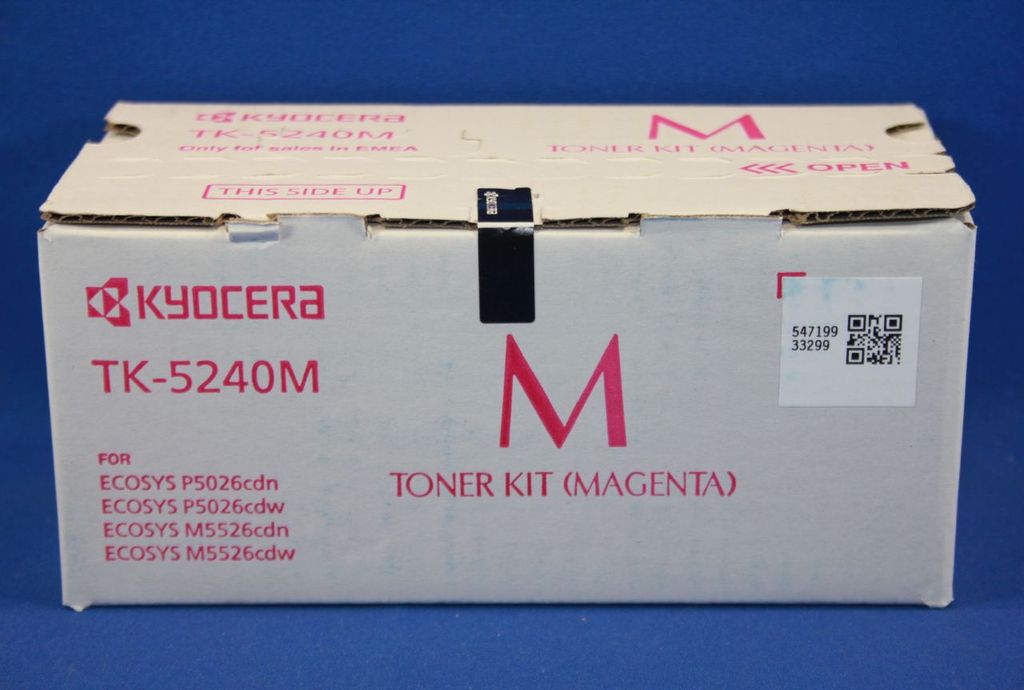 KYOCERA
TK-5240M
Only for sales in EMEA
M
TONER KIT (MAGENTA)
<<< OPEN
THIS SIDE UP
KYOCERA
KYOCERA
TK-5240M
M
TONER KIT (MAGENTA)
547199
33299
FOR
ECOSYS P5026cdn
ECOSYS P5026cdw
ECOSYS M5526cdn
ECOSYS M5526cdw